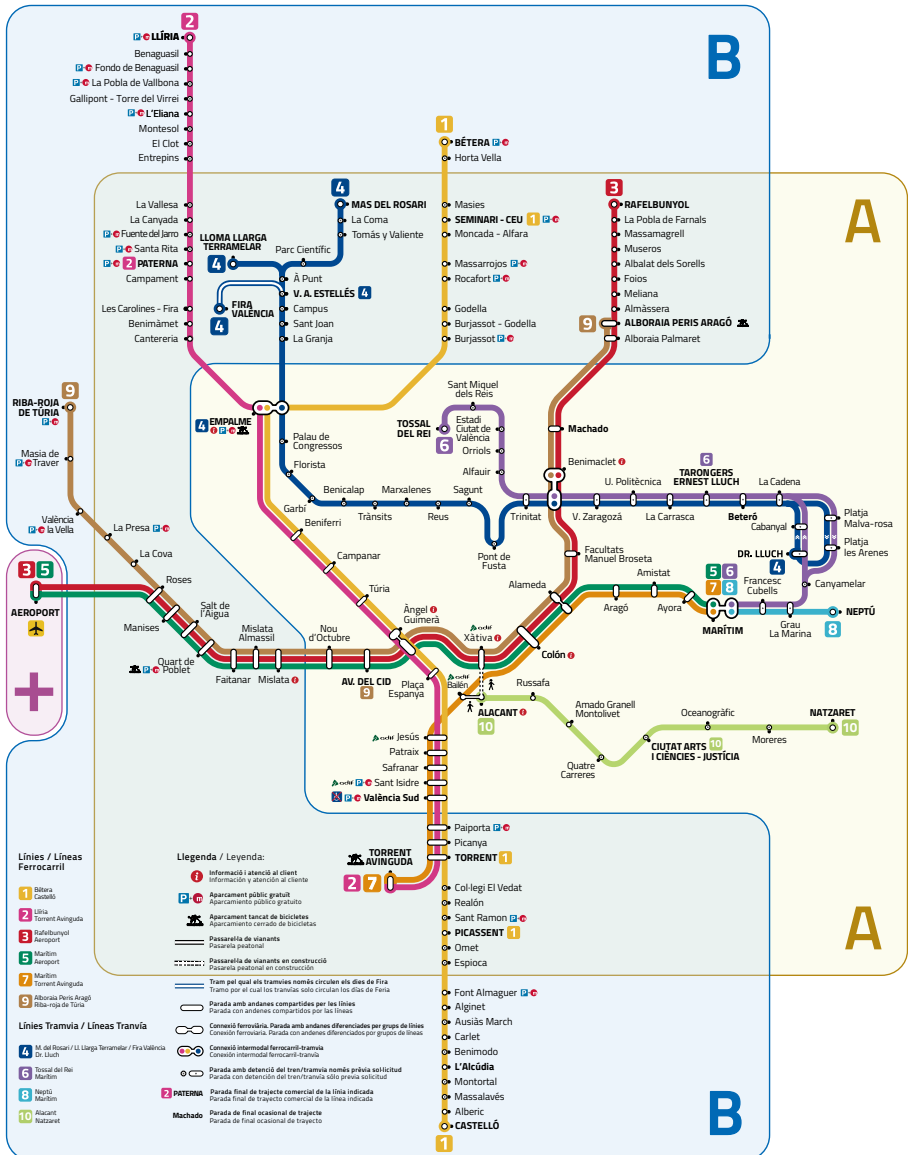 2
LLÍRIA
Benaguasil
Fondo de Benaguasil
La Pobla de Vallbona
Gallipont - Torre del Virrei
L'Eliana
Montesol
El Clot
Entrepins
B
1
BÉTERA
Horta Vella
La Vallesa
La Canyada
Fuente del Jarro
Santa Rita
2 PATERNA
Campament
Les Carolines - Fira
Benimàmet
Cantereria
4
MAS DEL ROSARI
La Coma
Tomás y Valiente
LLOMA LLARGA
TERRAMELAR
4
Parc Científic
À Punt
V. A. ESTELLÉS 4
FIRA
VALÈNCIA
4
Campus
Sant Joan
La Granja
Masies
SEMINARI - CEU 1
Moncada - Alfara
Massarrojos
Rocafort
Godella
Burjassot - Godella
Burjassot
3
RAFELBUNYOL
La Pobla de Farnals
Massamagrell
Museros
Albalat dels Sorells
Foios
Meliana
Almàssera
9
ALBORAIA PERIS ARAGÓ
Alboraia Palmaret
A
9
RIBA-ROJA
DE TÚRIA
Masia de
Traver
València
la Vella
La Presa
La Cova
4 EMPALME
Palau de
Congressos
Florista
Garbí
Benicalap
Trànsits
Marxalenes
Reus
Sagunt
Pont de
Fusta
Sant Miquel
dels Reis
TOSSAL
DEL REI
6
Estadi
Ciutat de
València
Orriols
Alfauir
Machado
Benimaclet
Trinitat
V. Zaragozá
U. Politècnica
La Carrasca
6
TARONGERS
ERNEST LLUCH
Beteró
La Cadena
Cabanyal
Platja
Malva-rosa
Platja
les Arenes
DR. LLUCH
4
Canyamelar
Beniferri
Campanar
Túria
Àngel
Guimerà
Facultats
Manuel Broseta
Alameda
Aragó
Amistat
Ayora
5 6
7 8
MARÍTIM
Francesc
Cubells
Grau
La Marina
NEPTÚ
8
3 5
AEROPORT
+
Roses
Manises
Salt de
l'Aigua
Quart de
Poblet
Mislata
Almassil
Faitanar
Mislata
Nou
d'Octubre
AV. DEL CID
9
Plaça
Espanya
adif
Xàtiva
Colón
adif
Bailén
ALACANT
10
Russafa
Amado Granell
Montolivet
Quatre
Carreres
CIUTAT ARTS 10
I CIÈNCIES - JUSTÍCIA
Oceanogràfic
Moreres
NATZARET
10
adif Jesús
Patraix
Safranar
adif Sant Isidre
València Sud
Paiporta
Picanya
TORRENT 1
TORRENT
AVINGUDA
2 7
Col·legi El Vedat
Realón
Sant Ramon
PICASSENT 1
Omet
Espioca
A
Font Almaguer
Alginet
Ausiàs March
Carlet
Benimodo
L'Alcúdia
Montortal
Massalavés
Alberic
CASTELLÓ
1
B
Línies / Líneas
Ferrocarril
1 Bétera
Castelló
2 Llíria
Torrent Avinguda
3 Rafelbunyol
Aeroport
5 Marítim
Aeroport
7 Marítim
Torrent Avinguda
9 Alboraia Peris Aragó
Riba-roja de Túria
Línies Tramvia / Líneas Tranvía
4 M. del Rosari / Ll. Llarga Terramelar / Fira València
Dr. Lluch
6 Tossal del Rei
Marítim
8 Neptú
Marítim
10 Alacant
Natzaret
Llegenda / Leyenda:
Informació i atenció al client
Información y atención al cliente
Aparcament públic gratuït
Aparcamiento público gratuito
Aparcament tancat de bicicletes
Aparcamiento cerrado de bicicletas
Passarel·la de vianants
Pasarela peatonal
Passarel·la de vianants en construcció
Pasarela peatonal en construcción
Tram pel qual els tramvies només circulen els dies de Fira
Tramo por el cual los tranvías solo circulan los días de Feria
Parada amb andanes compartides per les línies
Parada con andenes compartidos por las líneas
Connexió ferroviària. Parada amb andanes diferenciades per grups de línies
Conexión ferroviaria. Parada con andenes diferenciados por grupos de líneas
Connexió intermodal ferrocarril-tramvia
Conexión intermodal ferrocarril-tranvía
Parada amb detenció del tren/tramvia només prèvia sol·licitud
Parada con detención del tren/tranvía sólo previa solicitud
2 PATERNA Parada final de trajecte comercial de la línia indicada
Parada final de trayecto comercial de la línea indicada
Machado Parada de final ocasional de trajecte
Parada de final ocasional de trayecto